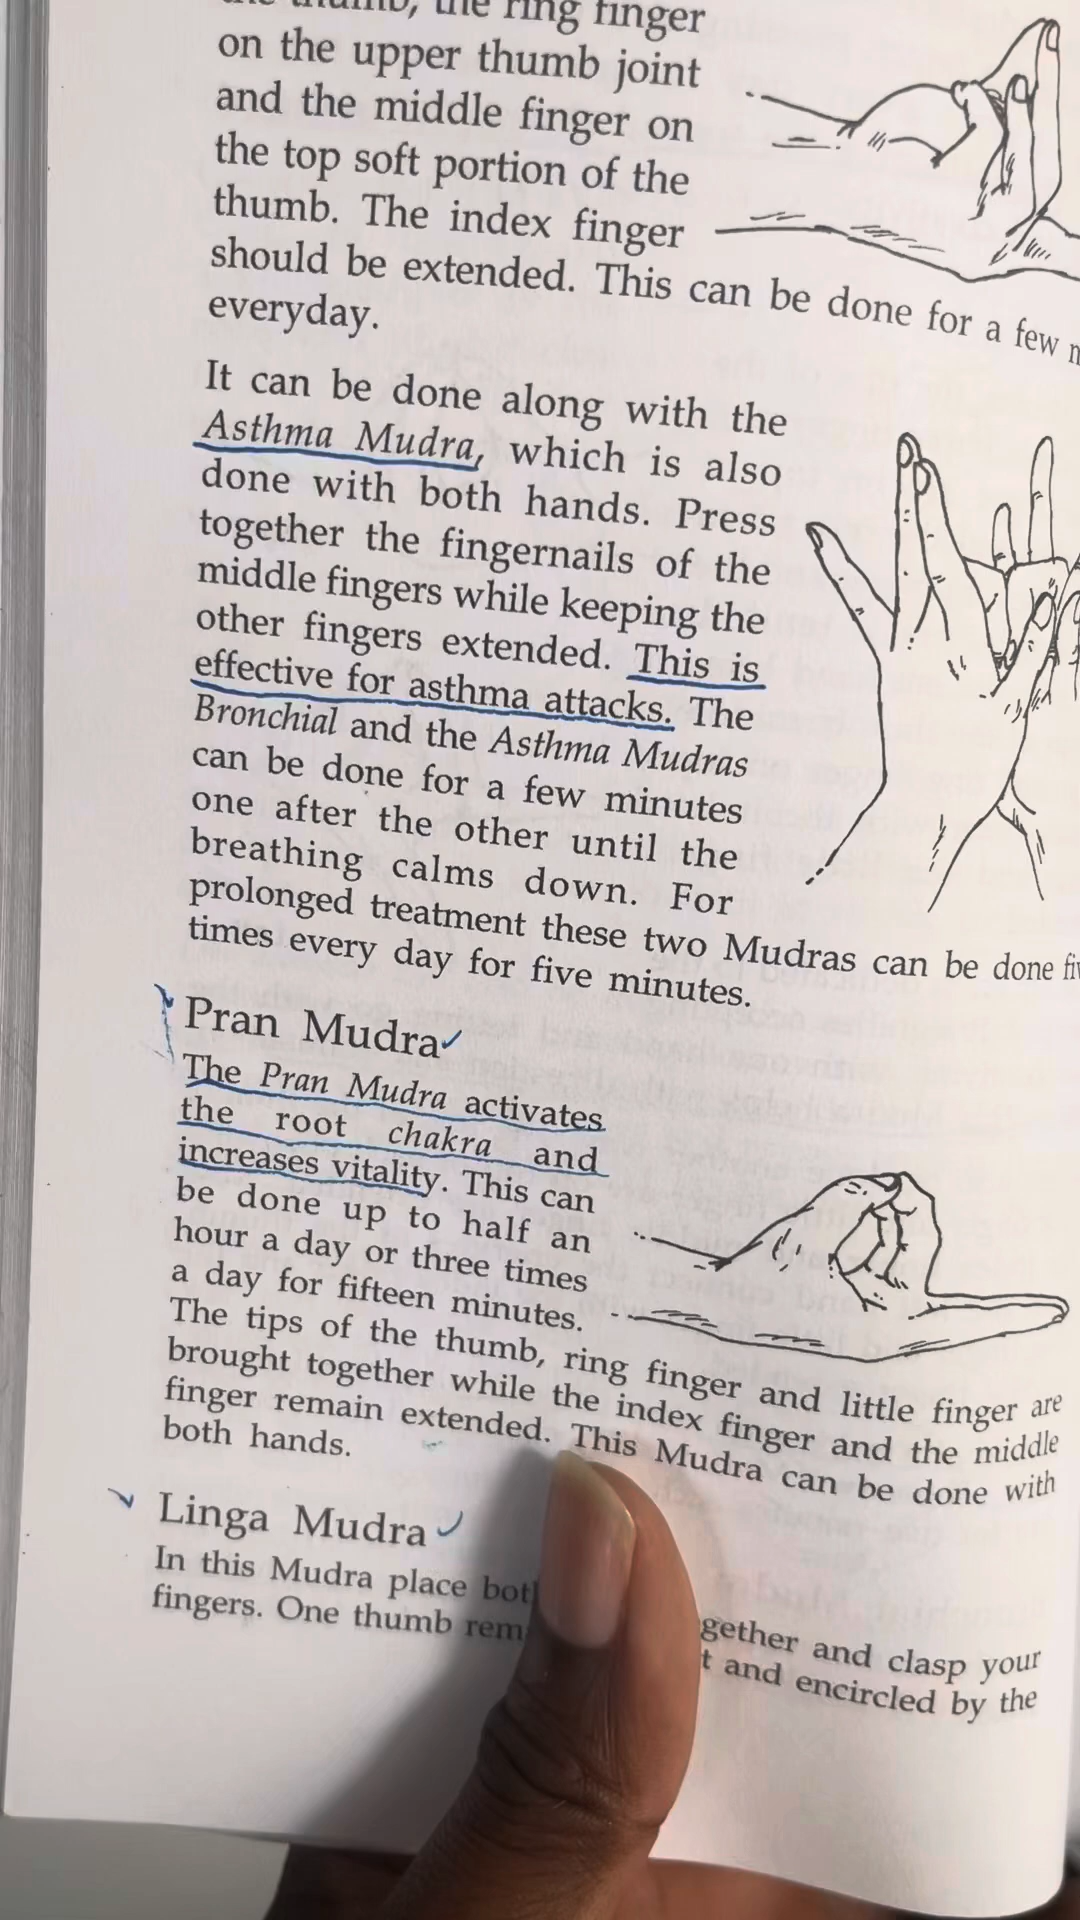 the thumb, the ring finger
on the upper thumb joint
and the middle finger on
the top soft portion of the
thumb. The index finger
should be extended. This can be done for a few
everyday.
It can be done along with the
Asthma Mudra, which is also
done with both hands. Press
together the fingernails of the
middle fingers while keeping the
other fingers extended. This is
effective for asthma attacks. The
Bronchial and the Asthma Mudras
can be done for a few minutes
one after the other until the
breathing calms down. For
prolonged treatment these two Mudras can be done
times every day for five minutes.
Pran Mudra
The Pran Mudra activates
the root chakra and
increases vitality. This can
be done up to half an
hour a day or three times
a day for fifteen minutes.
The tips of the thumb, ring finger and little finger are
brought together while the index finger and the middle
finger remain extended. This Mudra can be done with
both hands.
Linga Mudra
In this Mudra place gether and clasp your
fingers. One thumb and encircled by the